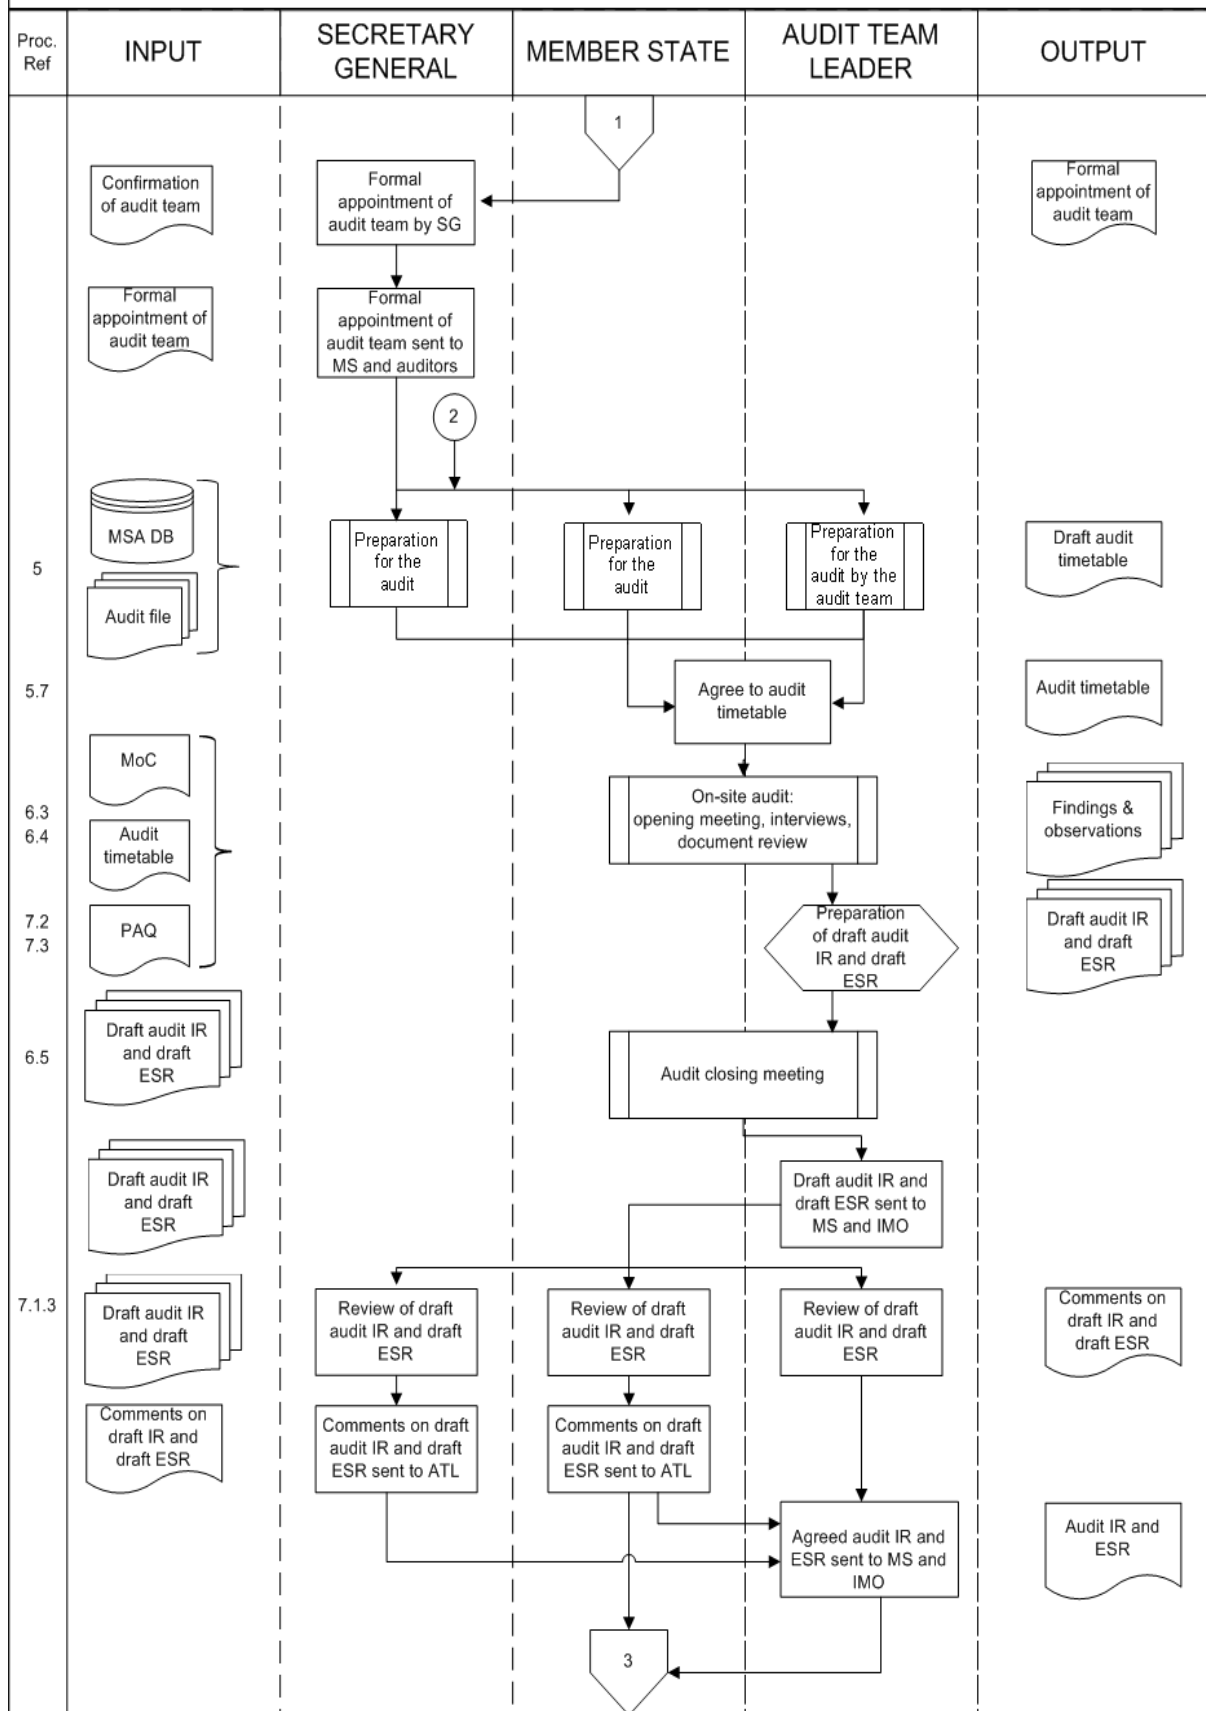 Proc.
Ref
INPUT
SECRETARY
GENERAL
MEMBER STATE
AUDIT TEAM
LEADER
OUTPUT
1
Confirmation
of audit team
Formal
appointment of
audit team by SG
Formal
appointment of
audit team
Formal
appointment of
audit team
Formal
appointment of
audit team sent to
MS and auditors
2
5
MSA DB
Audit file
Preparation
for the
audit
Preparation
for the
audit
Preparation
for the
audit by the
audit team
Draft audit
timetable
5.7
Agree to audit
timetable
Audit timetable
MoC
6.3
6.4
Audit
timetable
On-site audit:
opening meeting, interviews,
document review
Findings &
observations
7.2
7.3
PAQ
Preparation
of draft audit
IR and draft
ESR
Draft audit IR
and draft
ESR
6.5
Draft audit IR
and draft
ESR
Audit closing meeting
Draft audit IR
and draft
ESR
Draft audit IR and
draft ESR sent to
MS and IMO
7.1.3
Draft audit IR
and draft
ESR
Review of draft
audit IR and draft
ESR
Review of draft
audit IR and draft
ESR
Review of draft
audit IR and draft
ESR
Comments on
draft IR and
draft ESR
Comments on
draft IR and
draft ESR
Comments on draft
audit IR and draft
ESR sent to ATL
Comments on draft
audit IR and draft
ESR sent to ATL
Agreed audit IR and
ESR sent to MS and
IMO
Audit IR and
ESR
3